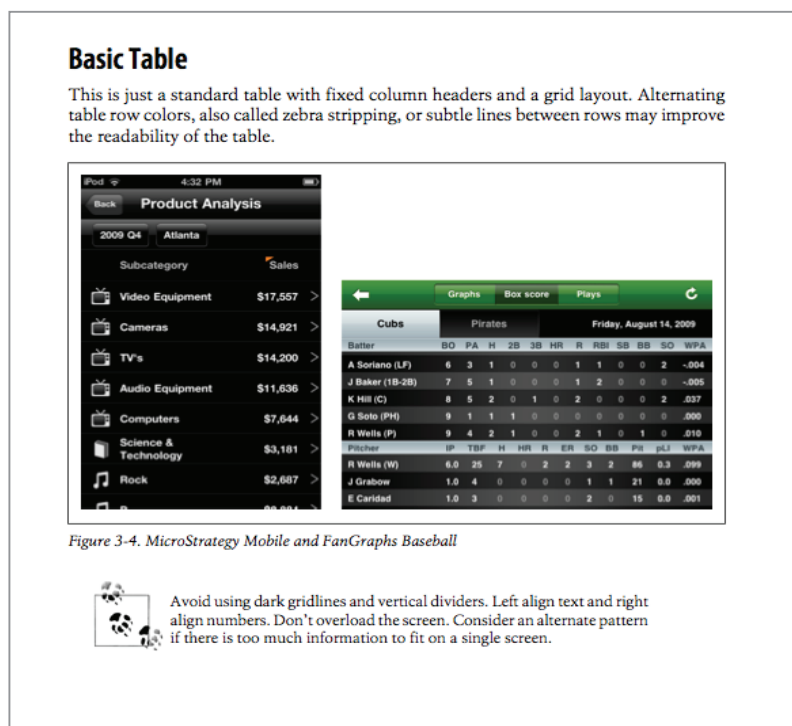 Basic Table
This is just a standard table with fixed column headers and a grid layout. Alternating
table row colors, also called zebra stripping, or subtle lines between rows may improve
the readability of the table.
iPod 4:32 PM
Back Product Analysis
2009 Q4 Atlanta
Subcategory Sales
Video Equipment $17,557 >
Cameras $14,921 >
TV's $14,200 >
Audio Equipment $11,636 >
Computers $7,644 >
Science &
Technology $3,181 >
Rock $2,687 >
Graphs Box score Plays
Cubs Pirates Friday, August 14, 2009
Batter BO PA H 2B 3B HR R RBI SB BB SO WPA
A Soriano (LF) 6 3 1 0 0 0 1 1 0 0 2 -.004
J Baker (1B-2B) 7 5 1 0 0 0 1 2 0 0 0 -.005
K Hill (C) 8 5 2 0 1 0 2 0 0 0 2 .037
G Soto (PH) 9 1 1 1 0 0 0 0 0 0 0 .000
R Wells (P) 9 4 2 1 0 0 2 1 0 1 0 .010
Pitcher IP TBF H HR R ER SO BB Pit pLI WPA
R Wells (W) 6.0 25 7 0 2 2 3 2 86 0.3 .099
J Grabow 1.0 4 0 0 0 0 1 1 21 0.0 .000
E Caridad 1.0 3 0 0 0 0 2 0 15 0.0 .001
Figure 3-4. MicroStrategy Mobile and FanGraphs Baseball
Avoid using dark gridlines and vertical dividers. Left align text and right
align numbers. Don't overload the screen. Consider an alternate pattern
if there is too much information to fit on a single screen.